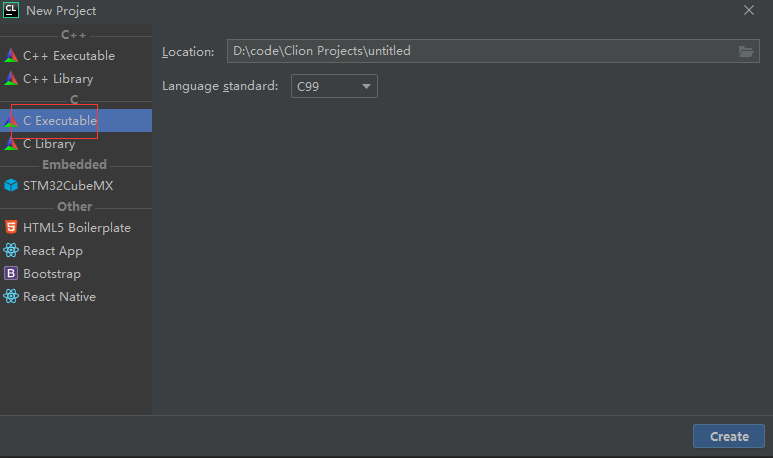 CL New Project
C++
C++ Executable
C++ Library
C
C Executable
C Library
Embedded
STM32CubeMX
Other
HTML5 Boilerplate
React App
B Bootstrap
React Native
Location: D:\code\Clion Projects\untitled
Language standard: C99
Create